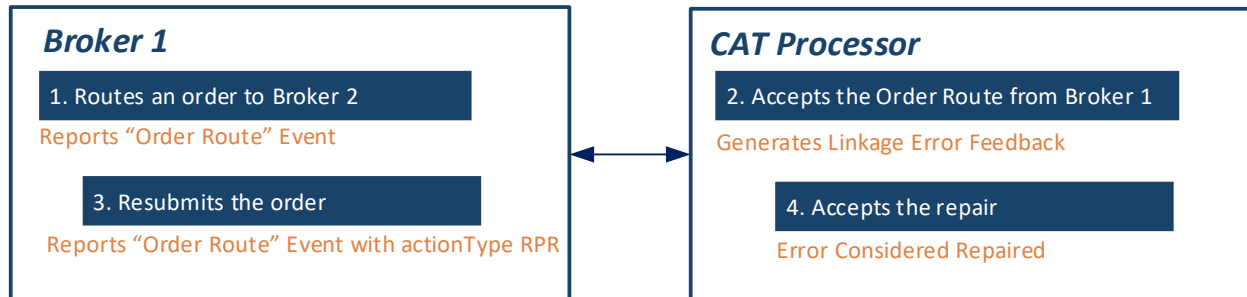 Broker 1
1. Routes an order to Broker 2
Reports “Order Route” Event
3. Resubmits the order
Reports “Order Route” Event with actionType RPR
CAT Processor
2. Accepts the Order Route from Broker 1
Generates Linkage Error Feedback
4. Accepts the repair
Error Considered Repaired